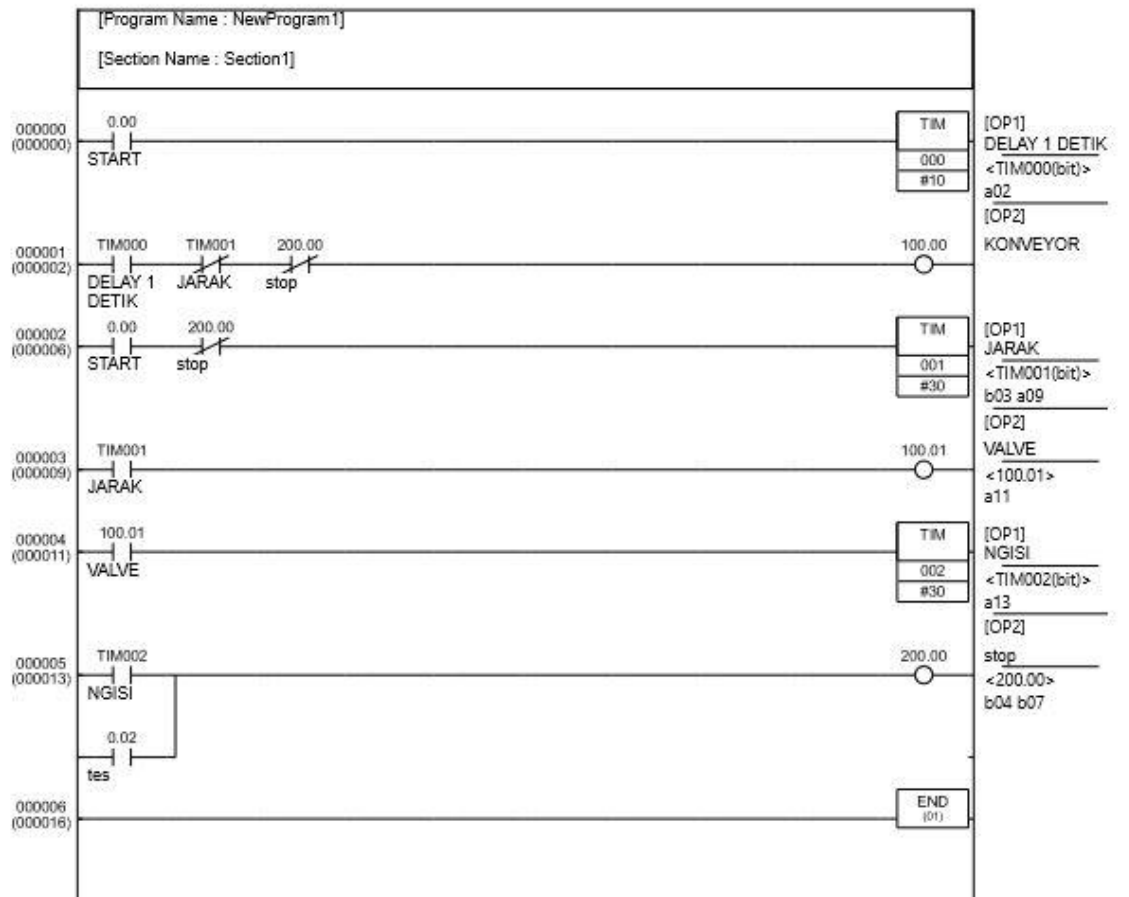 [Program Name : NewProgram1]
[Section Name : Section1]
000000
(000000)
0.00
START
TIM
000
#10
[OP1]
DELAY 1 DETIK
<TIM000(bit)>
a02
[OP2]
000001
(000002)
TIM000
DELAY 1
DETIK
TIM001
JARAK
200.00
stop
100.00
KONVEYOR
000002
(000006)
0.00
START
200.00
stop
TIM
001
#30
[OP1]
JARAK
<TIM001(bit)>
b03 a09
[OP2]
000003
(000009)
TIM001
JARAK
100.01
VALVE
<100.01>
a11
000004
(000011)
100.01
VALVE
TIM
002
#30
[OP1]
NGISI
<TIM002(bit)>
a13
[OP2]
000005
(000013)
TIM002
NGISI
200.00
stop
<200.00>
b04 b07
0.02
tes
000006
(000016)
END
(01)